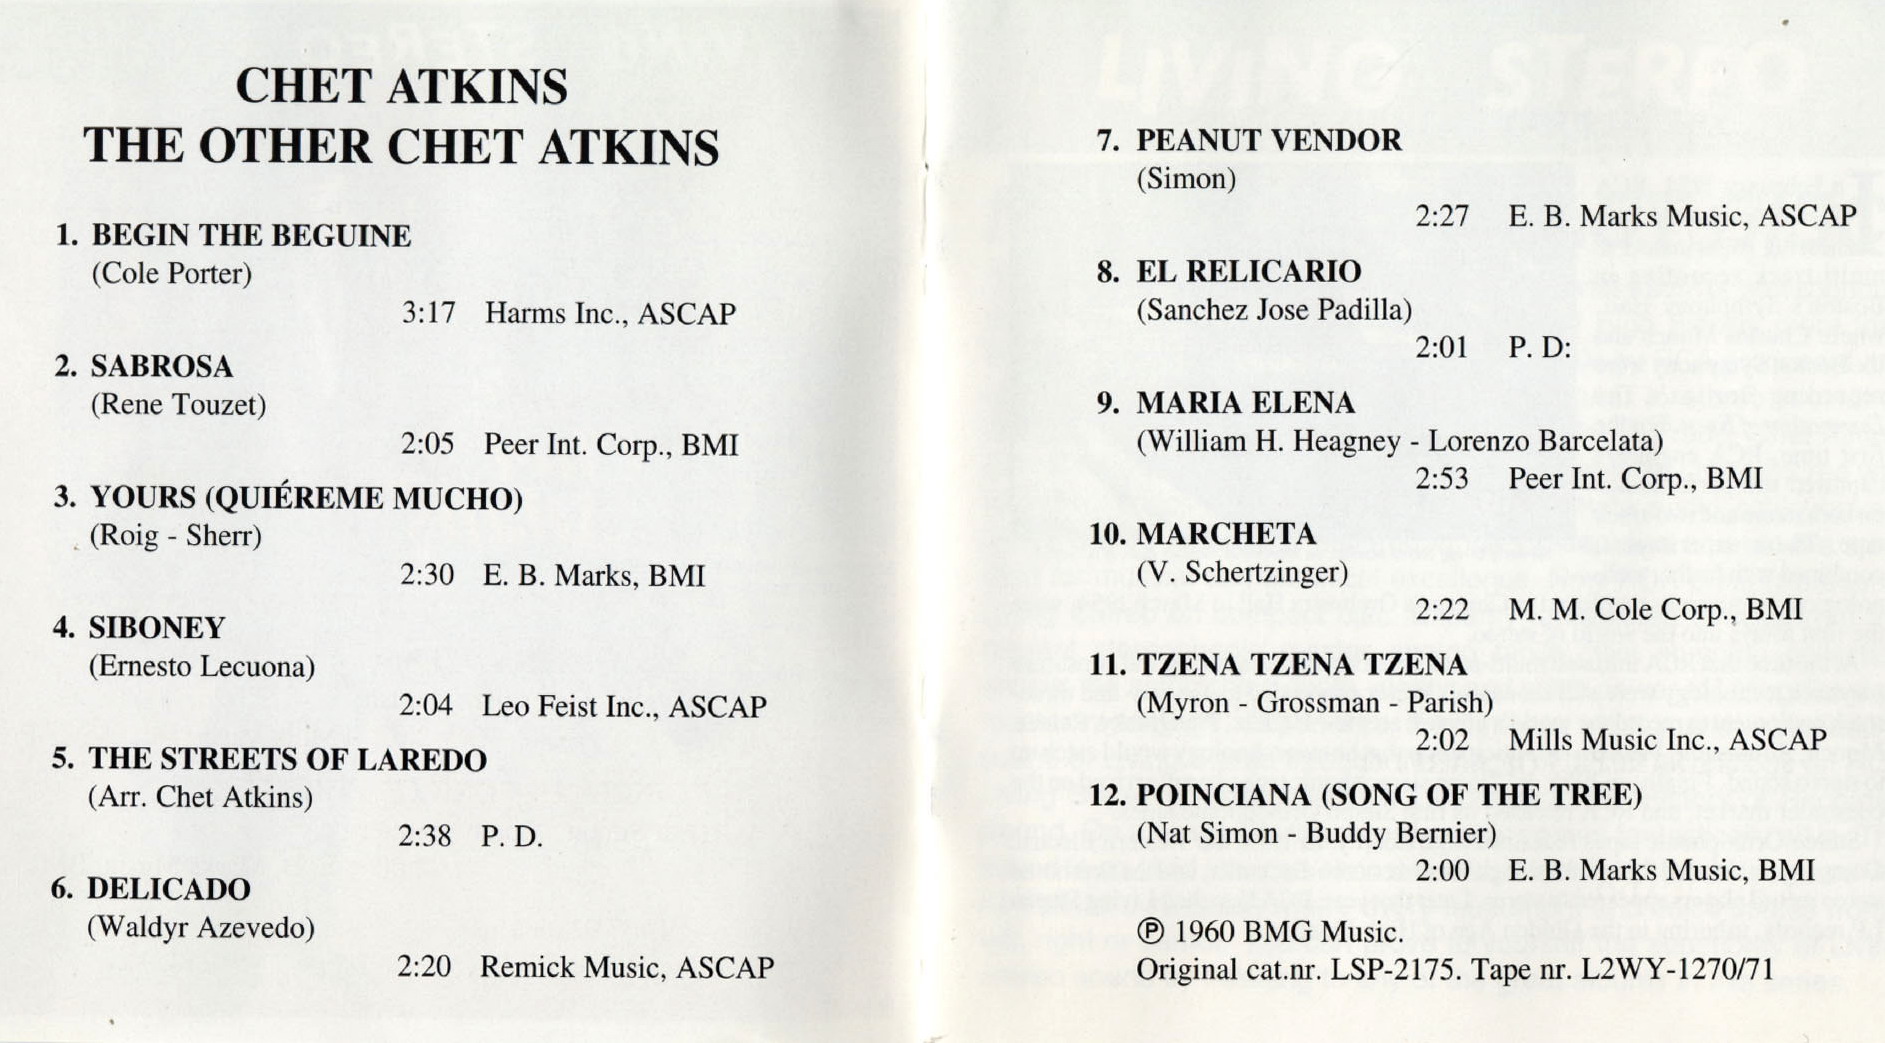 CHET ATKINS
THE OTHER CHET ATKINS
1. BEGIN THE BEGUINE
(Cole Porter)
3:17 Harms Inc., ASCAP
2. SABROSA
(Rene Touzet)
2:05 Peer Int. Corp., BMI
3. YOURS (QUIÉREME MUCHO)
(Roig - Sherr)
2:30 E. B. Marks, BMI
4. SIBONEY
(Ernesto Lecuona)
2:04 Leo Feist Inc., ASCAP
5. THE STREETS OF LAREDO
(Arr. Chet Atkins)
2:38 P. D.
6. DELICADO
(Waldyr Azevedo)
2:20 Remick Music, ASCAP
LIVING STEREO
7. PEANUT VENDOR
(Simon)
2:27 E. B. Marks Music, ASCAP
8. EL RELICARIO
(Sanchez Jose Padilla)
2:01 P. D:
9. MARIA ELENA
(William H. Heagney - Lorenzo Barcelata)
2:53 Peer Int. Corp., BMI
10. MARCHETA
(V. Schertzinger)
2:22 M. M. Cole Corp., BMI
11. TZENA TZENA TZENA
(Myron - Grossman - Parish)
2:02 Mills Music Inc., ASCAP
12. POINCIANA (SONG OF THE TREE)
(Nat Simon - Buddy Bernier)
2:00 E. B. Marks Music, BMI
℗ 1960 BMG Music.
Original cat.nr. LSP-2175. Tape nr. L2WY-1270/71